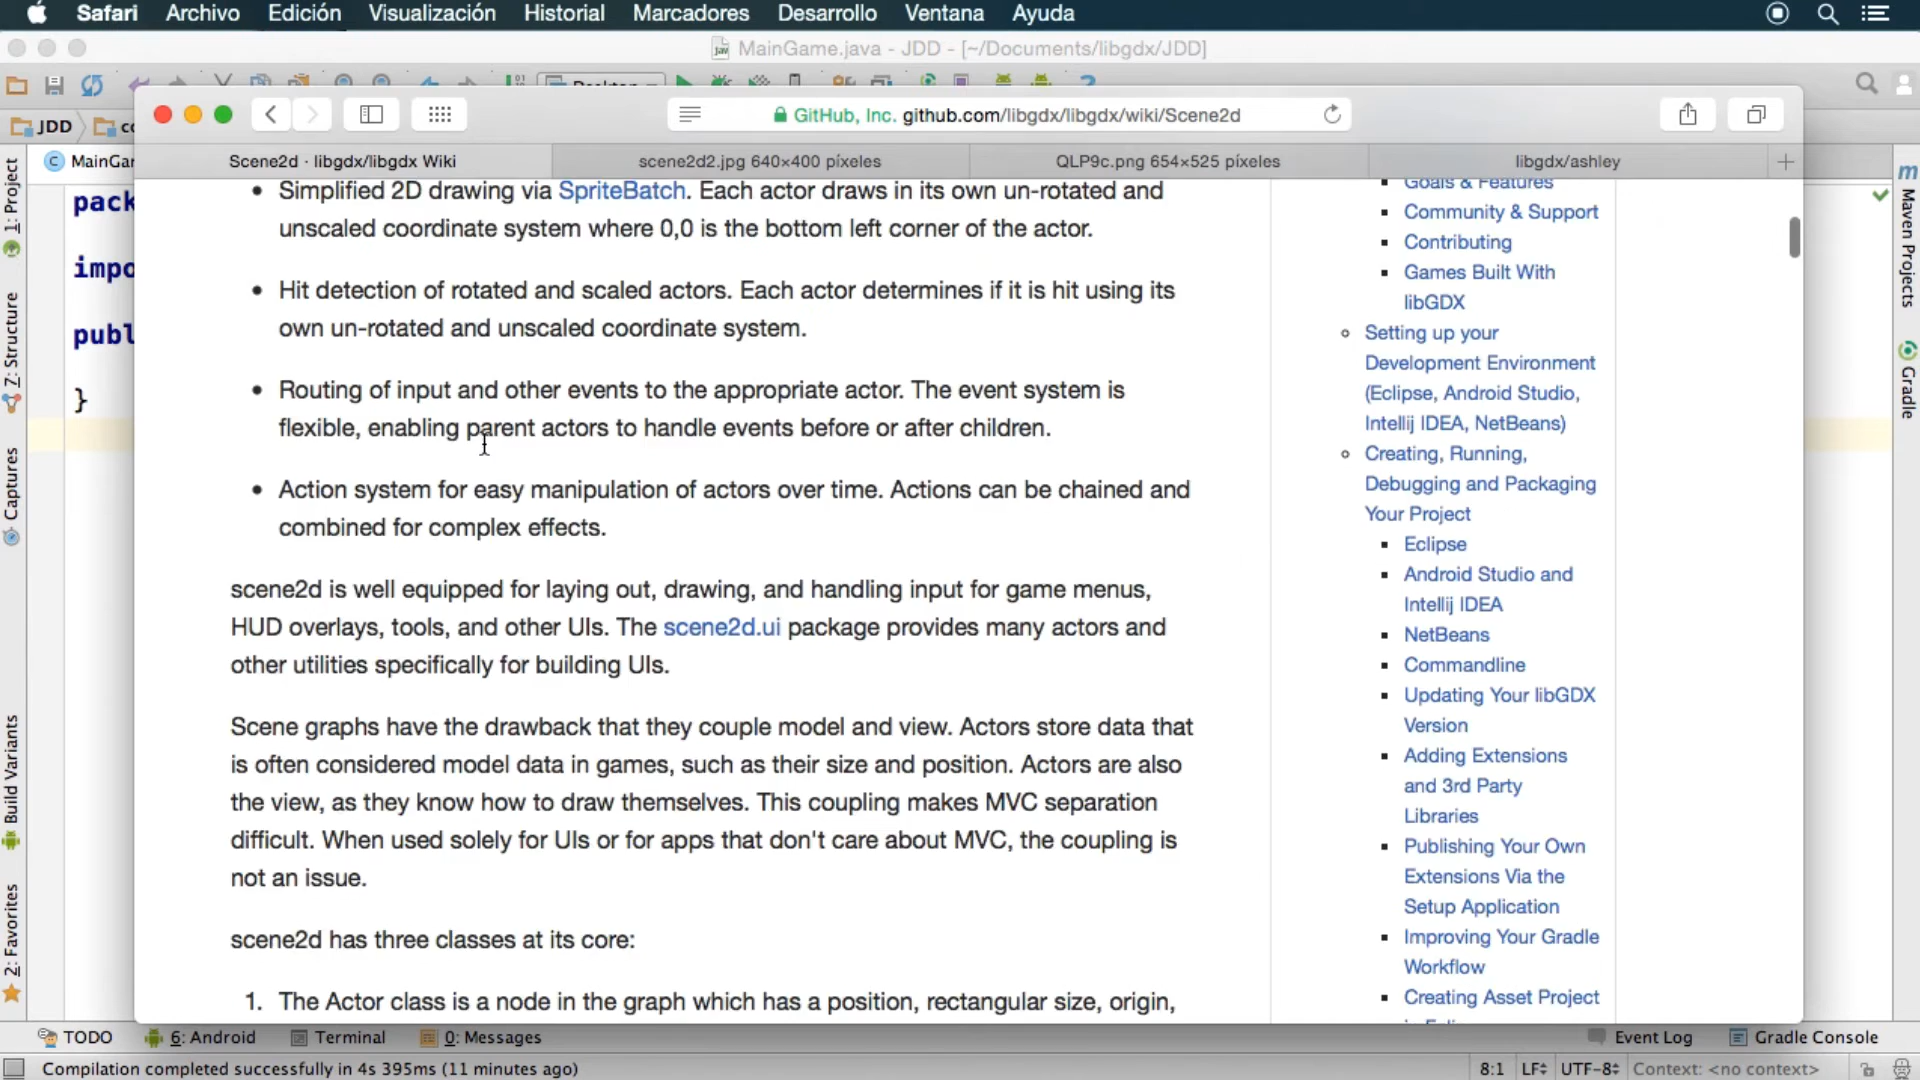 Safari Archivo Edición Visualización Historial Marcadores Desarrollo Ventana Ayuda
MainGame.java - JDD - [~/Documents/libgdx/JDD]
GitHub, Inc. github.com/libgdx/libgdx/wiki/Scene2d
JDD
MainGa
Scene2d · libgdx/libgdx Wiki
scene2d2.jpg 640×400 píxeles
QLP9c.png 654×525 píxeles
libgdx/ashley
1: Project
7: Structure
Captures
Build Variants
2: Favorites
pack
impo
publ
}
• Simplified 2D drawing via SpriteBatch. Each actor draws in its own un-rotated and
unscaled coordinate system where 0,0 is the bottom left corner of the actor.
• Hit detection of rotated and scaled actors. Each actor determines if it is hit using its
own un-rotated and unscaled coordinate system.
• Routing of input and other events to the appropriate actor. The event system is
flexible, enabling parent actors to handle events before or after children.
• Action system for easy manipulation of actors over time. Actions can be chained and
combined for complex effects.
scene2d is well equipped for laying out, drawing, and handling input for game menus,
HUD overlays, tools, and other UIs. The scene2d.ui package provides many actors and
other utilities specifically for building UIs.
Scene graphs have the drawback that they couple model and view. Actors store data that
is often considered model data in games, such as their size and position. Actors are also
the view, as they know how to draw themselves. This coupling makes MVC separation
difficult. When used solely for UIs or for apps that don't care about MVC, the coupling is
not an issue.
scene2d has three classes at its core:
1. The Actor class is a node in the graph which has a position, rectangular size, origin,
Goals & Features
Community & Support
Contributing
Games Built With
libGDX
Setting up your
Development Environment
(Eclipse, Android Studio,
Intellij IDEA, NetBeans)
Creating, Running,
Debugging and Packaging
Your Project
Eclipse
Android Studio and
Intellij IDEA
NetBeans
Commandline
Updating Your libGDX
Version
Adding Extensions
and 3rd Party
Libraries
Publishing Your Own
Extensions Via the
Setup Application
Improving Your Gradle
Workflow
Creating Asset Project
Maven Projects
Gradle
TODO 6: Android Terminal 0: Messages Event Log Gradle Console
Compilation completed successfully in 4s 395ms (11 minutes ago) 8:1 LF UTF-8 Context: <no context>